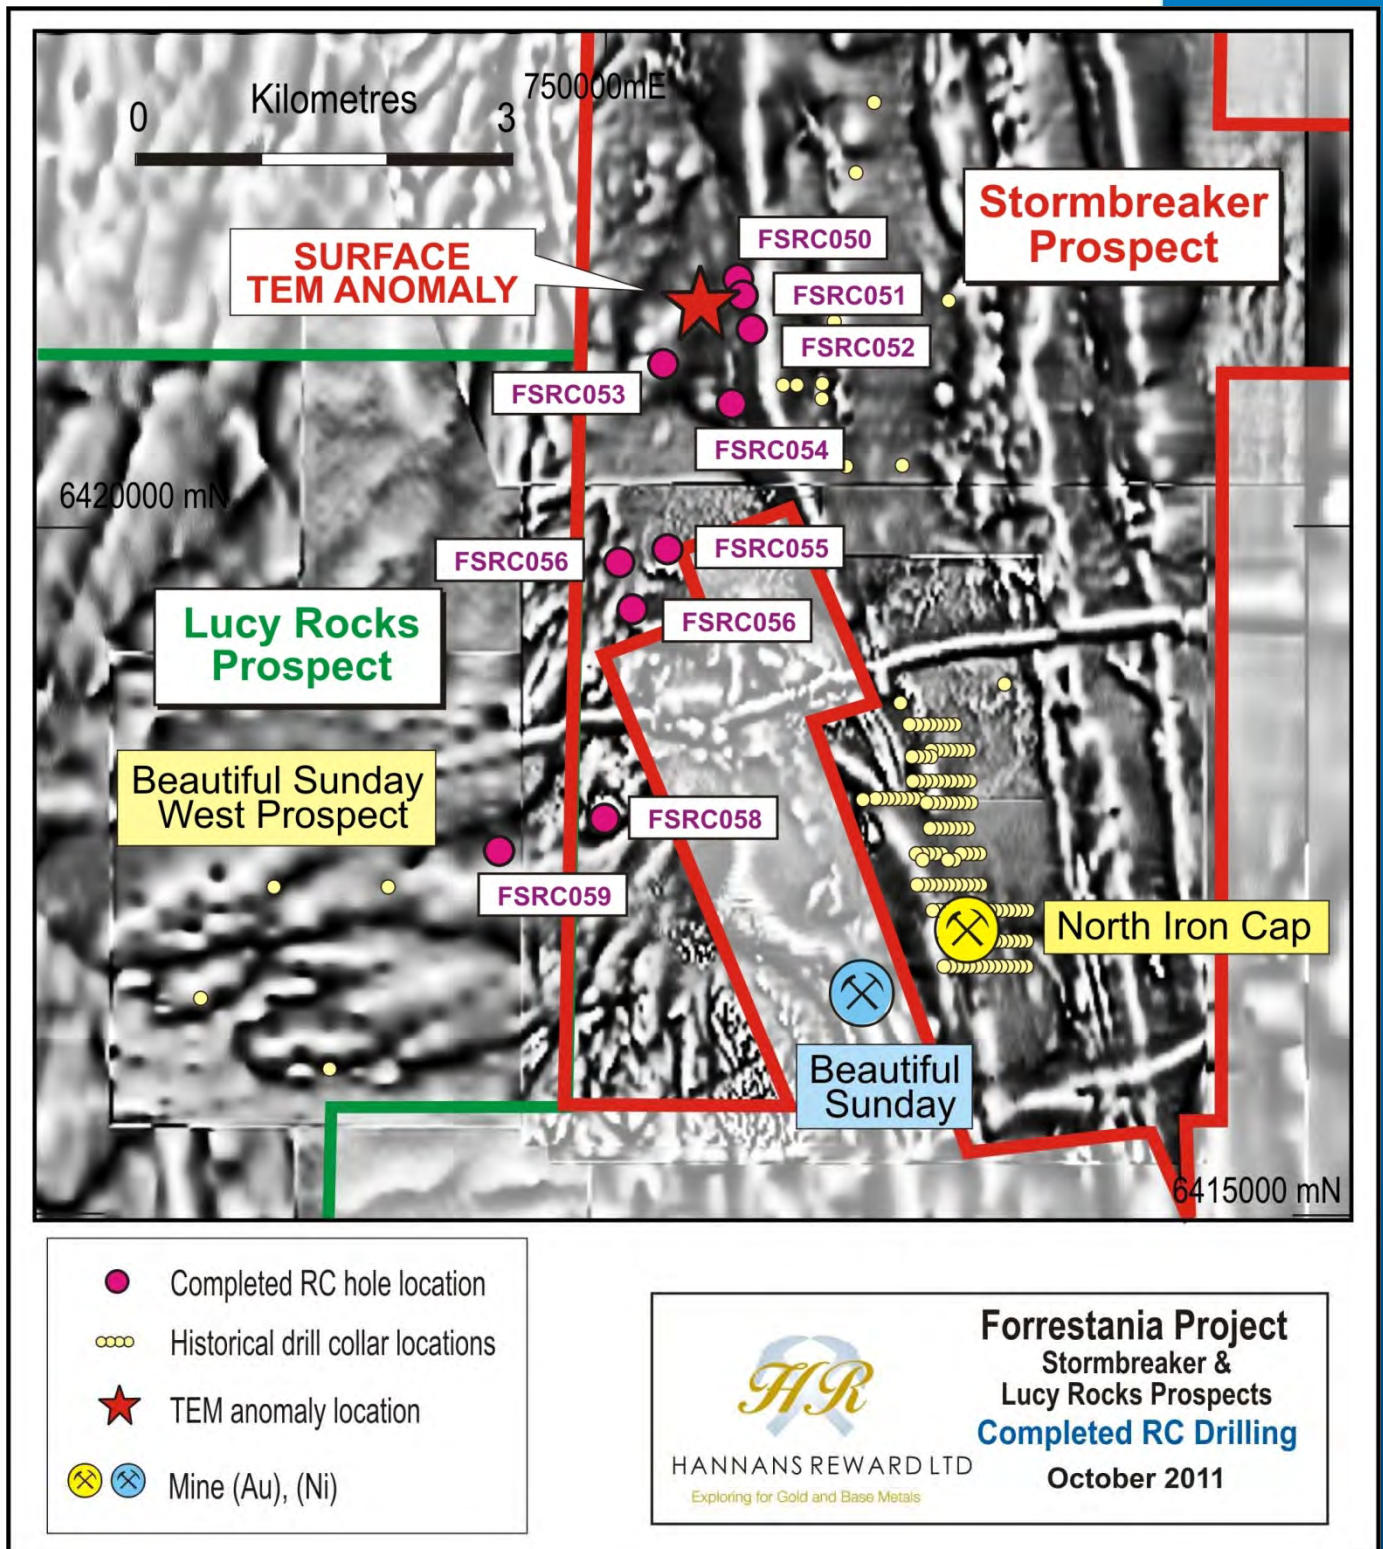 Kilometres
0
3
750000mE
Stormbreaker
Prospect
FSRC050
SURFACE
TEM ANOMALY
FSRC051
FSRC052
FSRC053
FSRC054
6420000 mN
FSRC056
FSRC055
Lucy Rocks
Prospect
FSRC056
Beautiful Sunday
West Prospect
FSRC058
FSRC059
North Iron Cap
Beautiful
Sunday
6415000 mN
Completed RC hole location
Historical drill collar locations
TEM anomaly location
Mine (Au), (Ni)
HR
HANNANS REWARD LTD
Exploring for Gold and Base Metals
Forrestania Project
Stormbreaker &
Lucy Rocks Prospects
Completed RC Drilling
October 2011